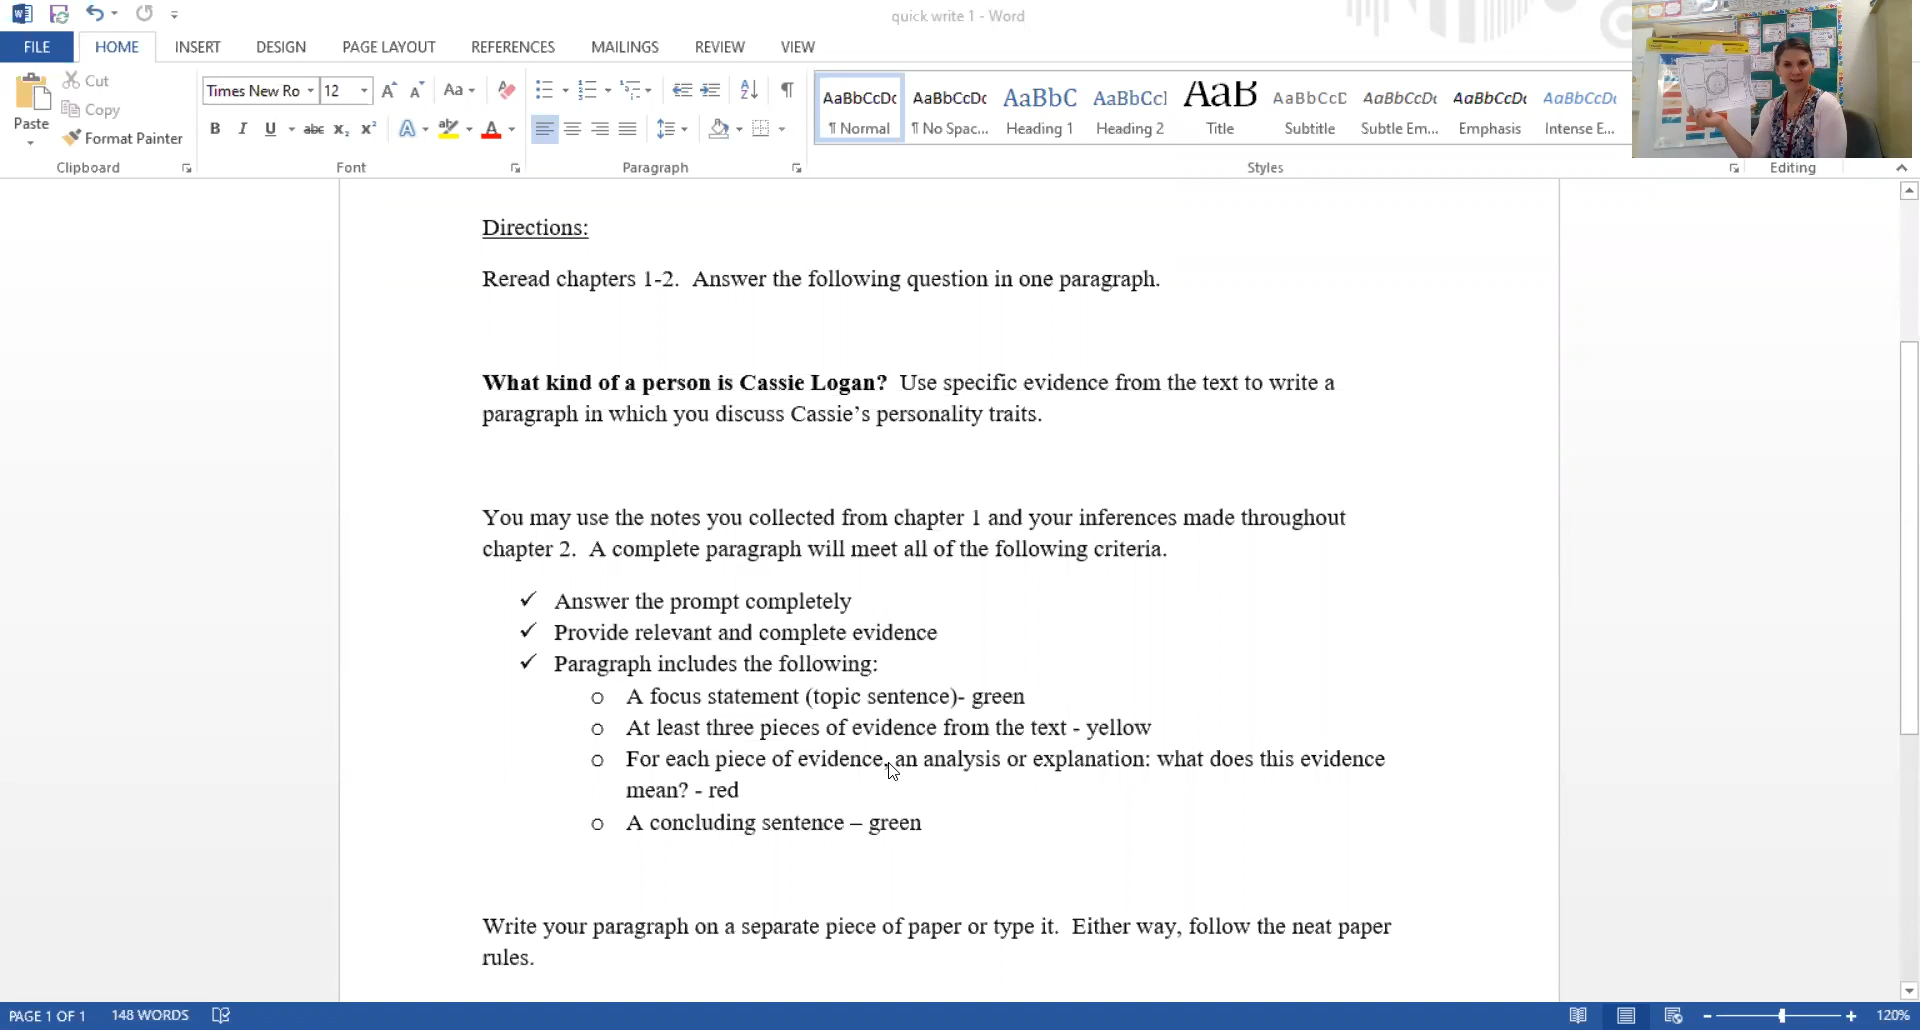 quick write 1 - Word
FILE HOME INSERT DESIGN PAGE LAYOUT REFERENCES MAILINGS REVIEW VIEW
Paste
Cut
Copy
Format Painter
Clipboard
Times New Ro 12 Aa
B I U abc x₂ x² A ab A
Font
Paragraph
AaBbCcDc AaBbCcDc AaBbC AaBbCcl AaB AaBbCcD AaBbCcDc AaBbCcDc AaBbCcDc
¶ Normal ¶ No Spac... Heading 1 Heading 2 Title Subtitle Subtle Em... Emphasis Intense E...
Styles
Editing
Directions:
Reread chapters 1-2. Answer the following question in one paragraph.
What kind of a person is Cassie Logan? Use specific evidence from the text to write a
paragraph in which you discuss Cassie’s personality traits.
You may use the notes you collected from chapter 1 and your inferences made throughout
chapter 2. A complete paragraph will meet all of the following criteria.
✓ Answer the prompt completely
✓ Provide relevant and complete evidence
✓ Paragraph includes the following:
o A focus statement (topic sentence)- green
o At least three pieces of evidence from the text - yellow
o For each piece of evidence, an analysis or explanation: what does this evidence
mean? - red
o A concluding sentence – green
Write your paragraph on a separate piece of paper or type it. Either way, follow the neat paper
rules.
PAGE 1 OF 1 148 WORDS 120%